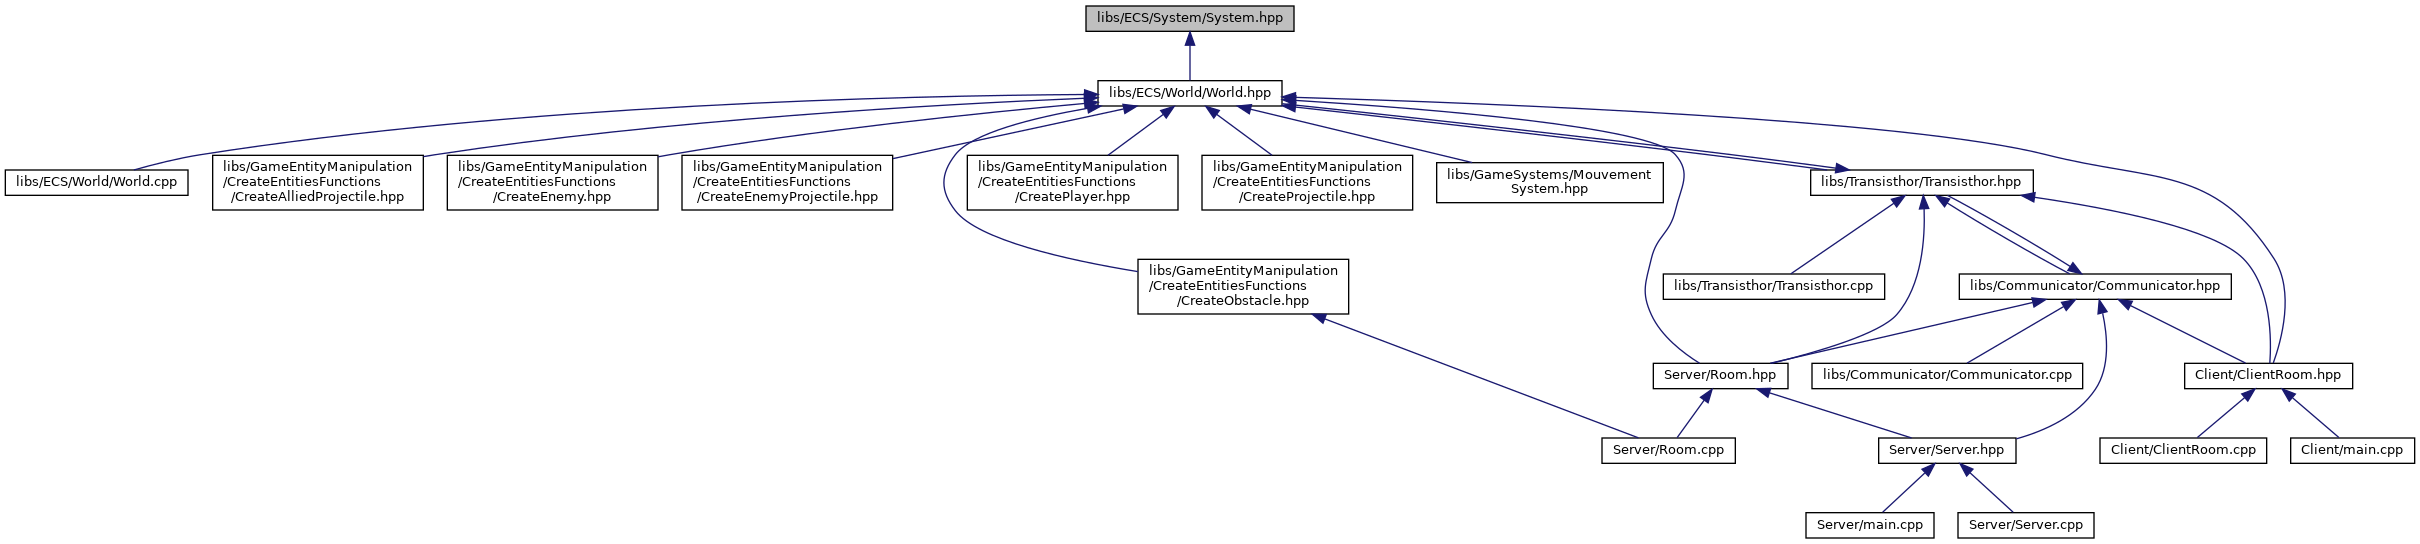 libs/ECS/System/System.hpp
libs/ECS/World/World.hpp
libs/ECS/World/World.cpp
libs/GameEntityManipulation
/CreateEntitiesFunctions
/CreateAlliedProjectile.hpp
libs/GameEntityManipulation
/CreateEntitiesFunctions
/CreateEnemy.hpp
libs/GameEntityManipulation
/CreateEntitiesFunctions
/CreateEnemyProjectile.hpp
libs/GameEntityManipulation
/CreateEntitiesFunctions
/CreatePlayer.hpp
libs/GameEntityManipulation
/CreateEntitiesFunctions
/CreateProjectile.hpp
libs/GameSystems/Mouvement
System.hpp
libs/Transisthor/Transisthor.hpp
libs/GameEntityManipulation
/CreateEntitiesFunctions
/CreateObstacle.hpp
libs/Transisthor/Transisthor.cpp
libs/Communicator/Communicator.hpp
Server/Room.hpp
libs/Communicator/Communicator.cpp
Client/ClientRoom.hpp
Server/Room.cpp
Server/Server.hpp
Client/ClientRoom.cpp
Client/main.cpp
Server/main.cpp
Server/Server.cpp